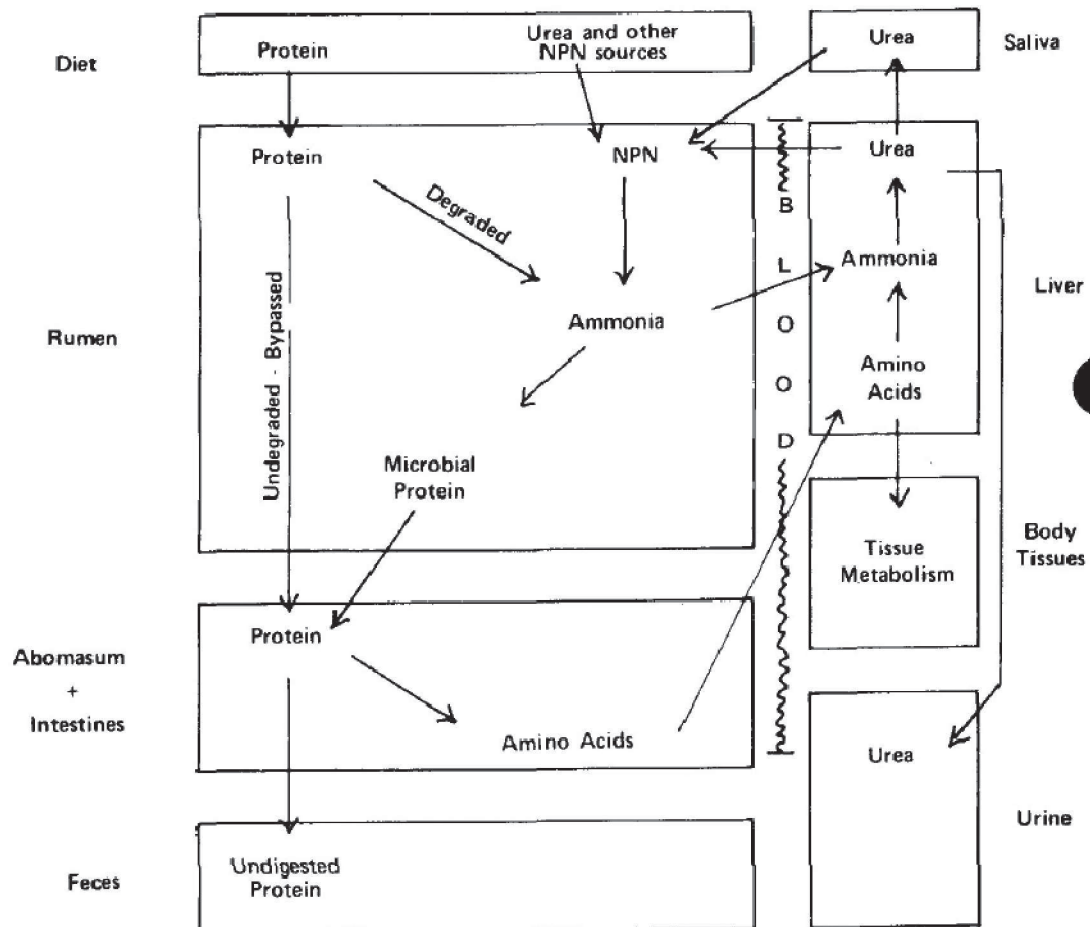 Diet
Protein
Urea and other
NPN sources
Urea
Saliva
Rumen
Protein
NPN
Degraded
Undegraded - Bypassed
Ammonia
Microbial
Protein
BLOOD
Urea
Ammonia
Amino
Acids
Liver
Tissue
Metabolism
Body
Tissues
Abomasum
+
Intestines
Protein
Amino Acids
Urea
Urine
Feces
Undigested
Protein